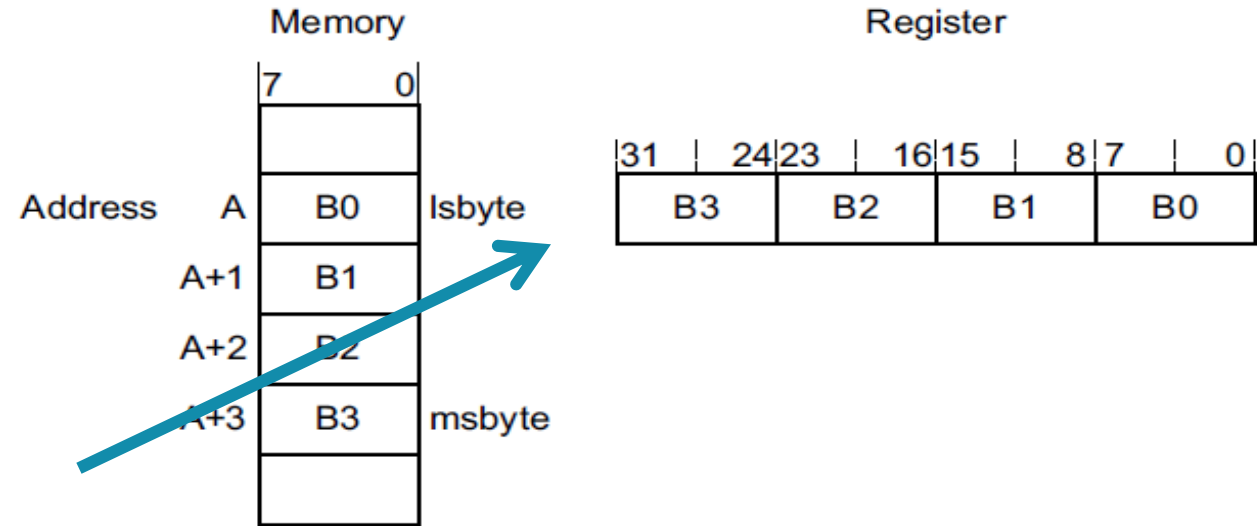 Memory
Register
7 0
31 24 23 16 15 8 7 0
Address A B0 lsbyte
B3 B2 B1 B0
A+1 B1
A+2 B2
A+3 B3 msbyte